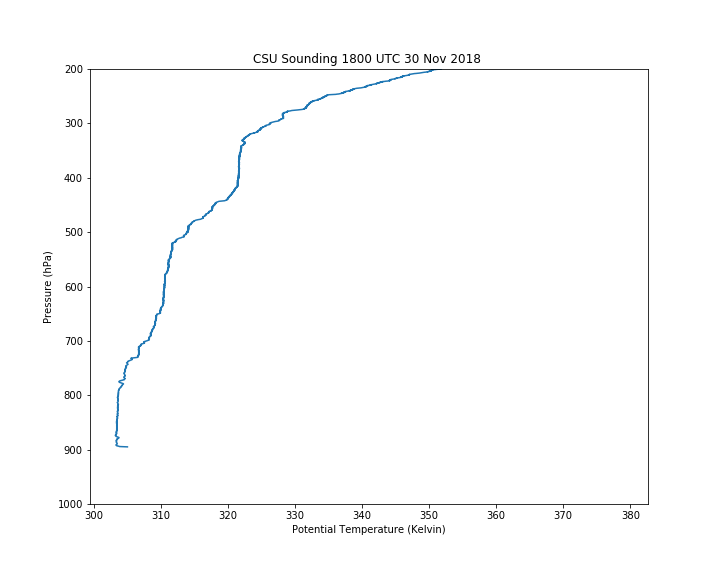 CSU Sounding 1800 UTC 30 Nov 2018
200
300
400
500
600
700
800
900
1000
Pressure (hPa)
300 310 320 330 340 350 360 370 380
Potential Temperature (Kelvin)